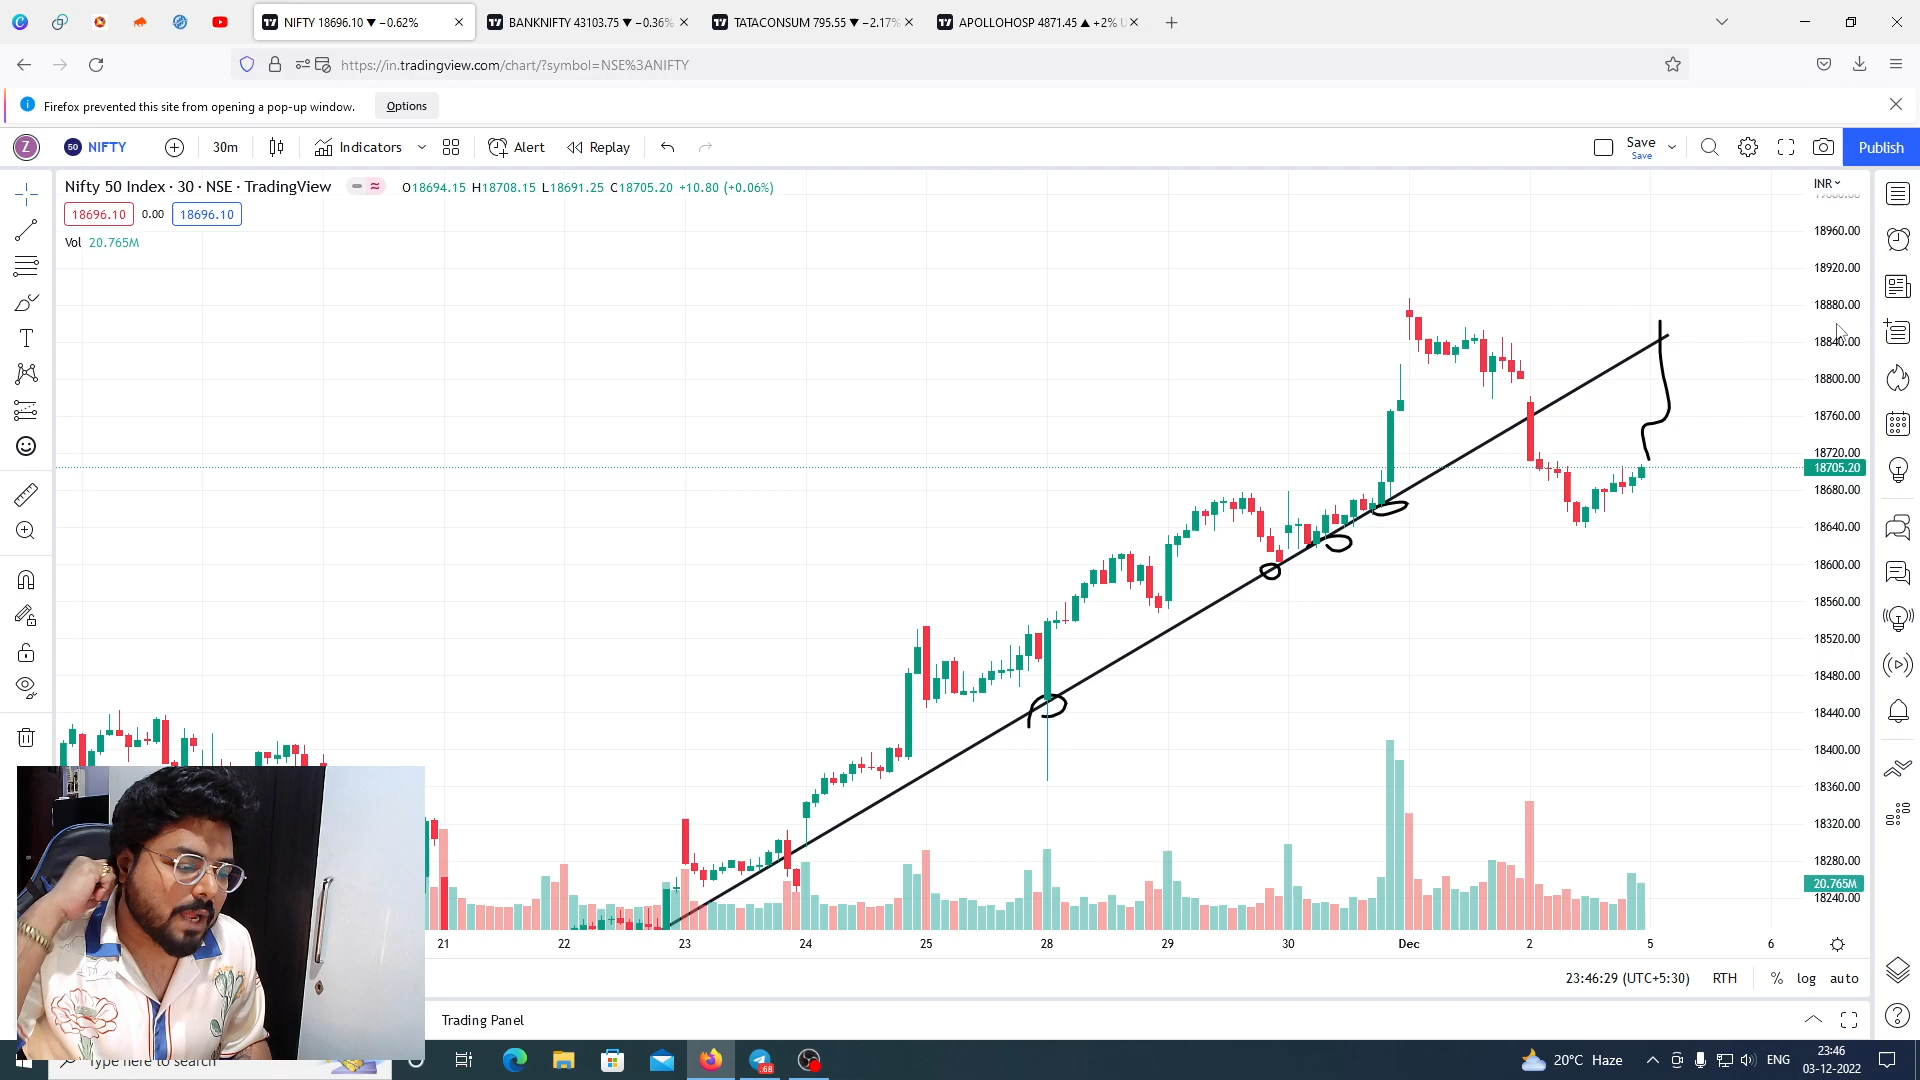 NIFTY 18696.10 ▼ −0.62%
BANKNIFTY 43103.75 ▼ −0.36%
TATACONSUM 795.55 ▼ −2.17%
APOLLOHOSP 4871.45 ▲ +2% U
https://in.tradingview.com/chart/?symbol=NSE%3ANIFTY
Firefox prevented this site from opening a pop-up window.
Options
Z
50
NIFTY
30m
Indicators
Alert
Replay
Save
Save
Publish
Nifty 50 Index · 30 · NSE · TradingView
O18694.15 H18708.15 L18691.25 C18705.20 +10.80 (+0.06%)
INR
18696.10
0.00
18696.10
Vol 20.765M
18960.00
18920.00
18880.00
18840.00
18800.00
18760.00
18720.00
18705.20
18680.00
18640.00
18600.00
18560.00
18520.00
18480.00
18440.00
18400.00
18360.00
18320.00
18280.00
20.765M
18240.00
21 22 23 24 25 28 29 30 Dec 2 5 6
23:46:29 (UTC+5:30)
RTH
%
log
auto
Trading Panel
Type here to search
.68
20°C Haze
ENG
23:46
03-12-2022